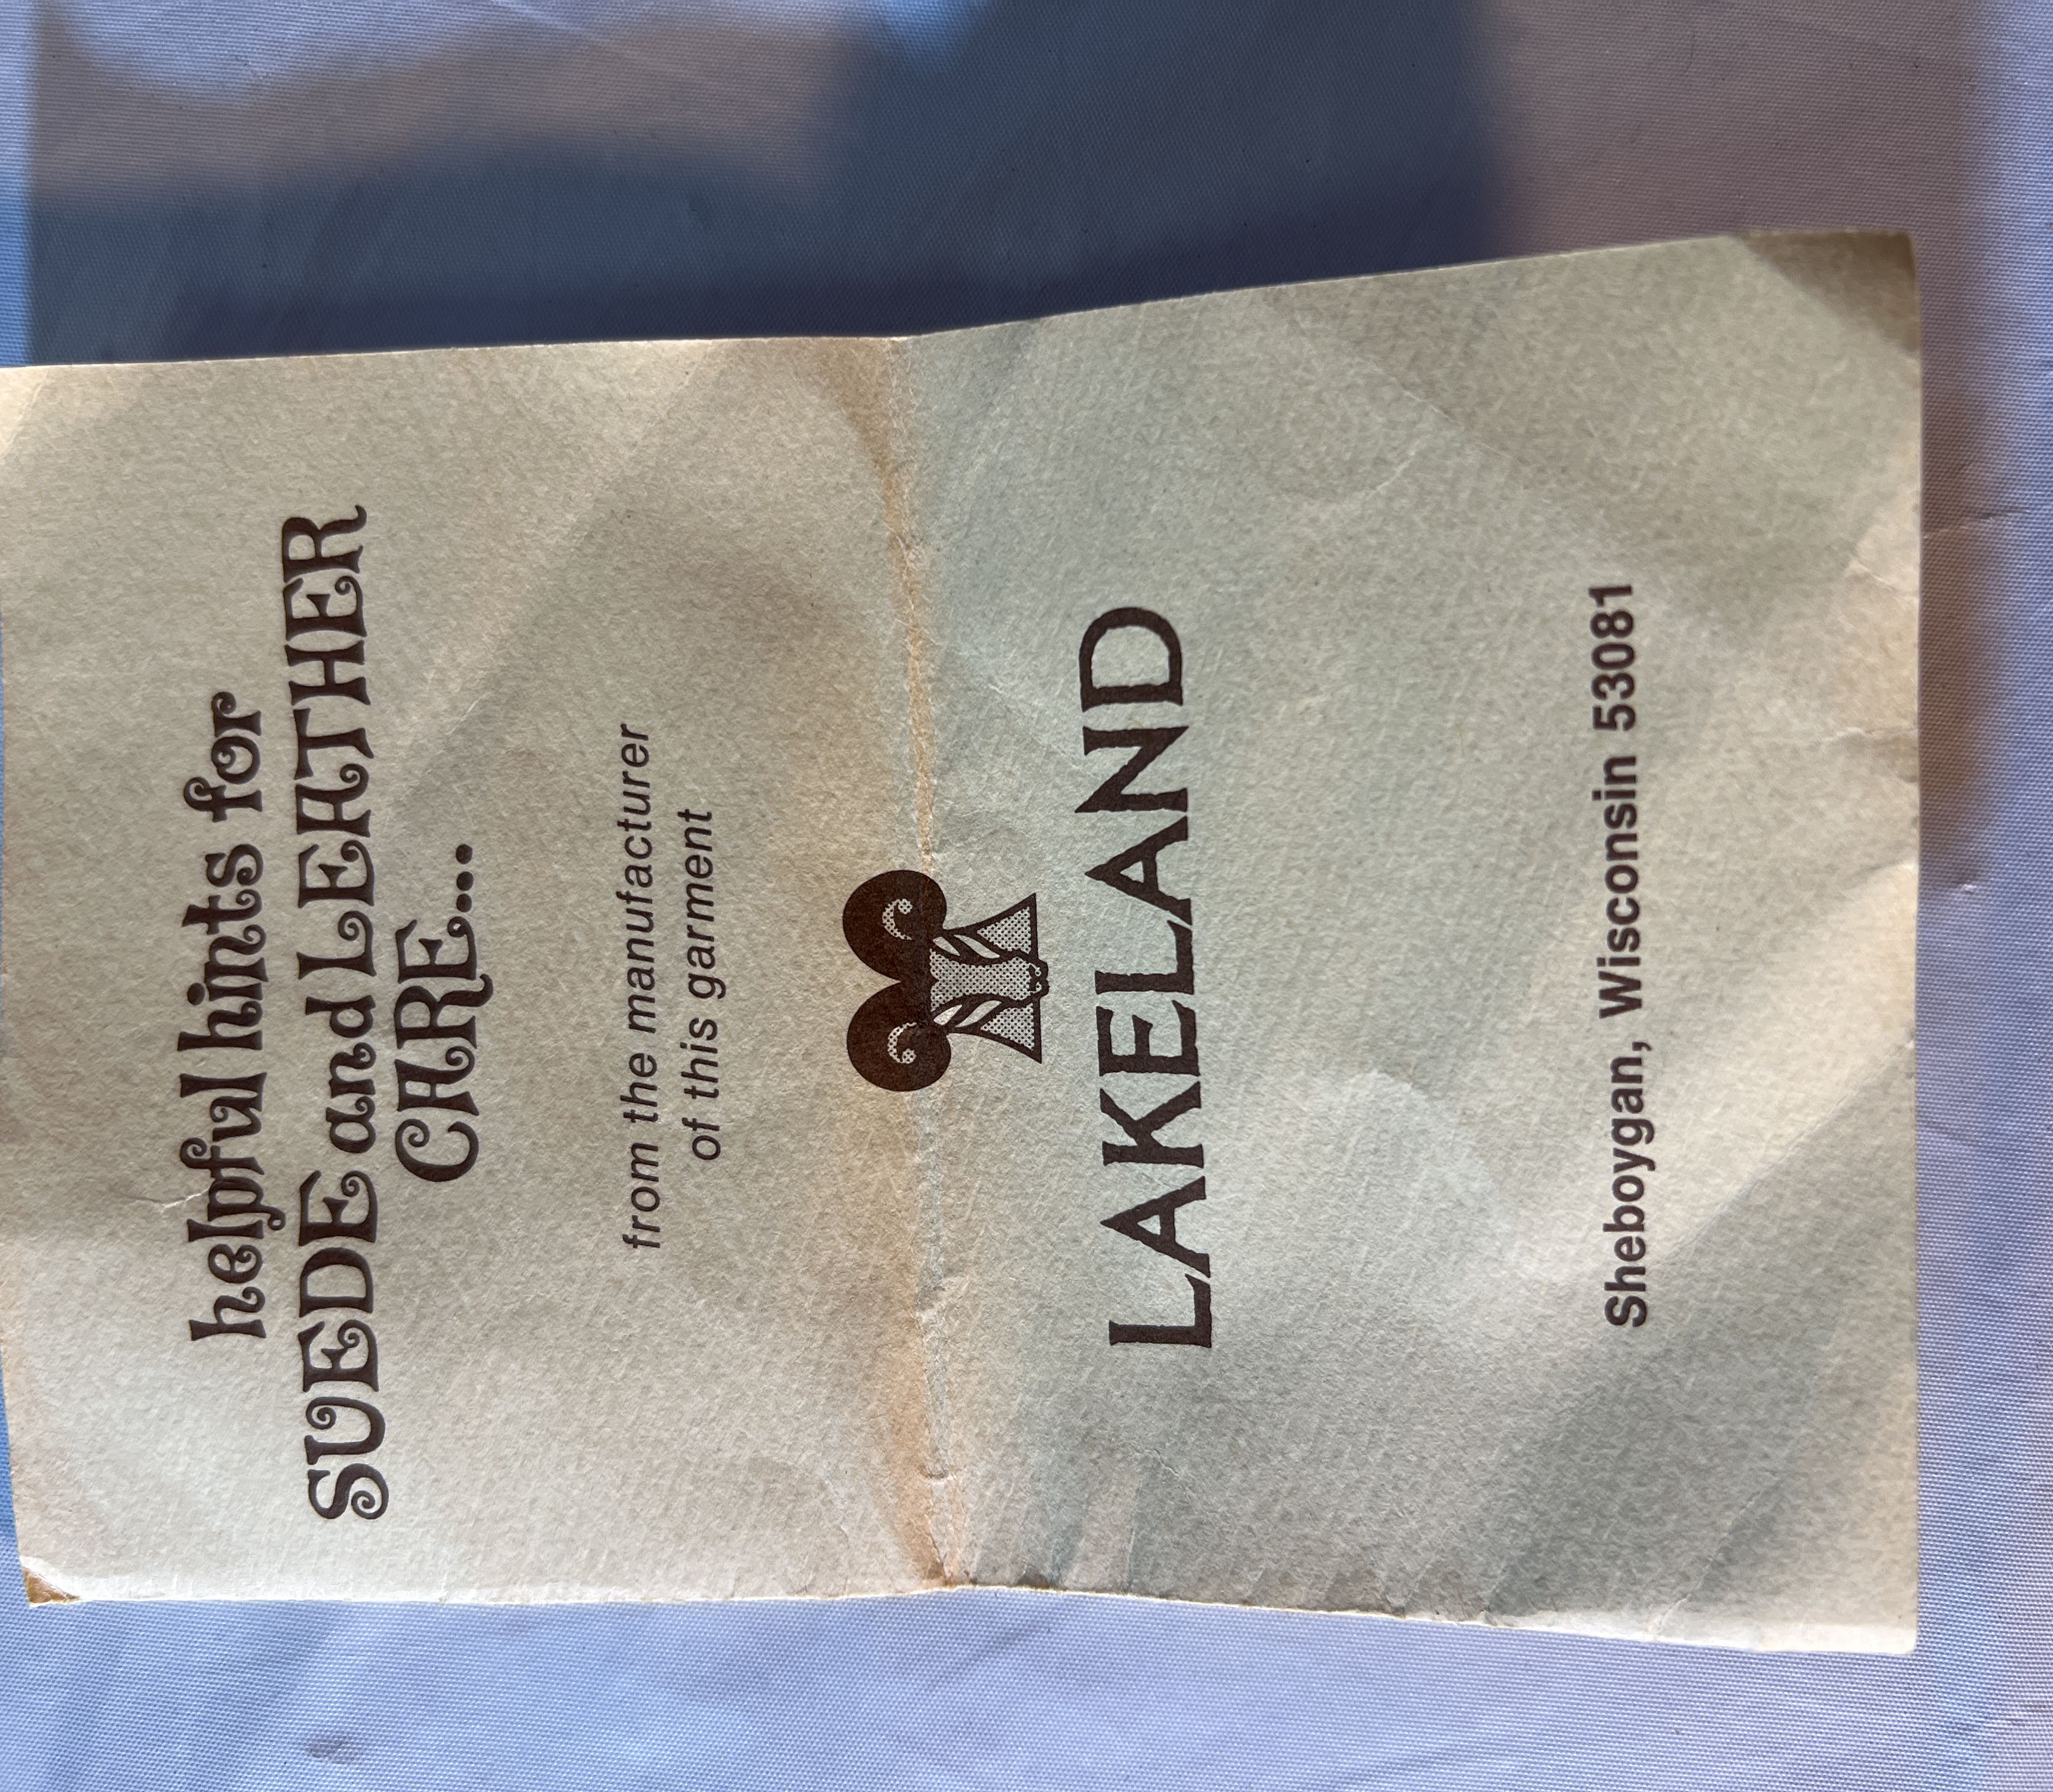 helpful hints for
SUEDE and LEATHER
CARE...
from the manufacturer
of this garment
LAKELAND
Sheboygan, Wisconsin 53081